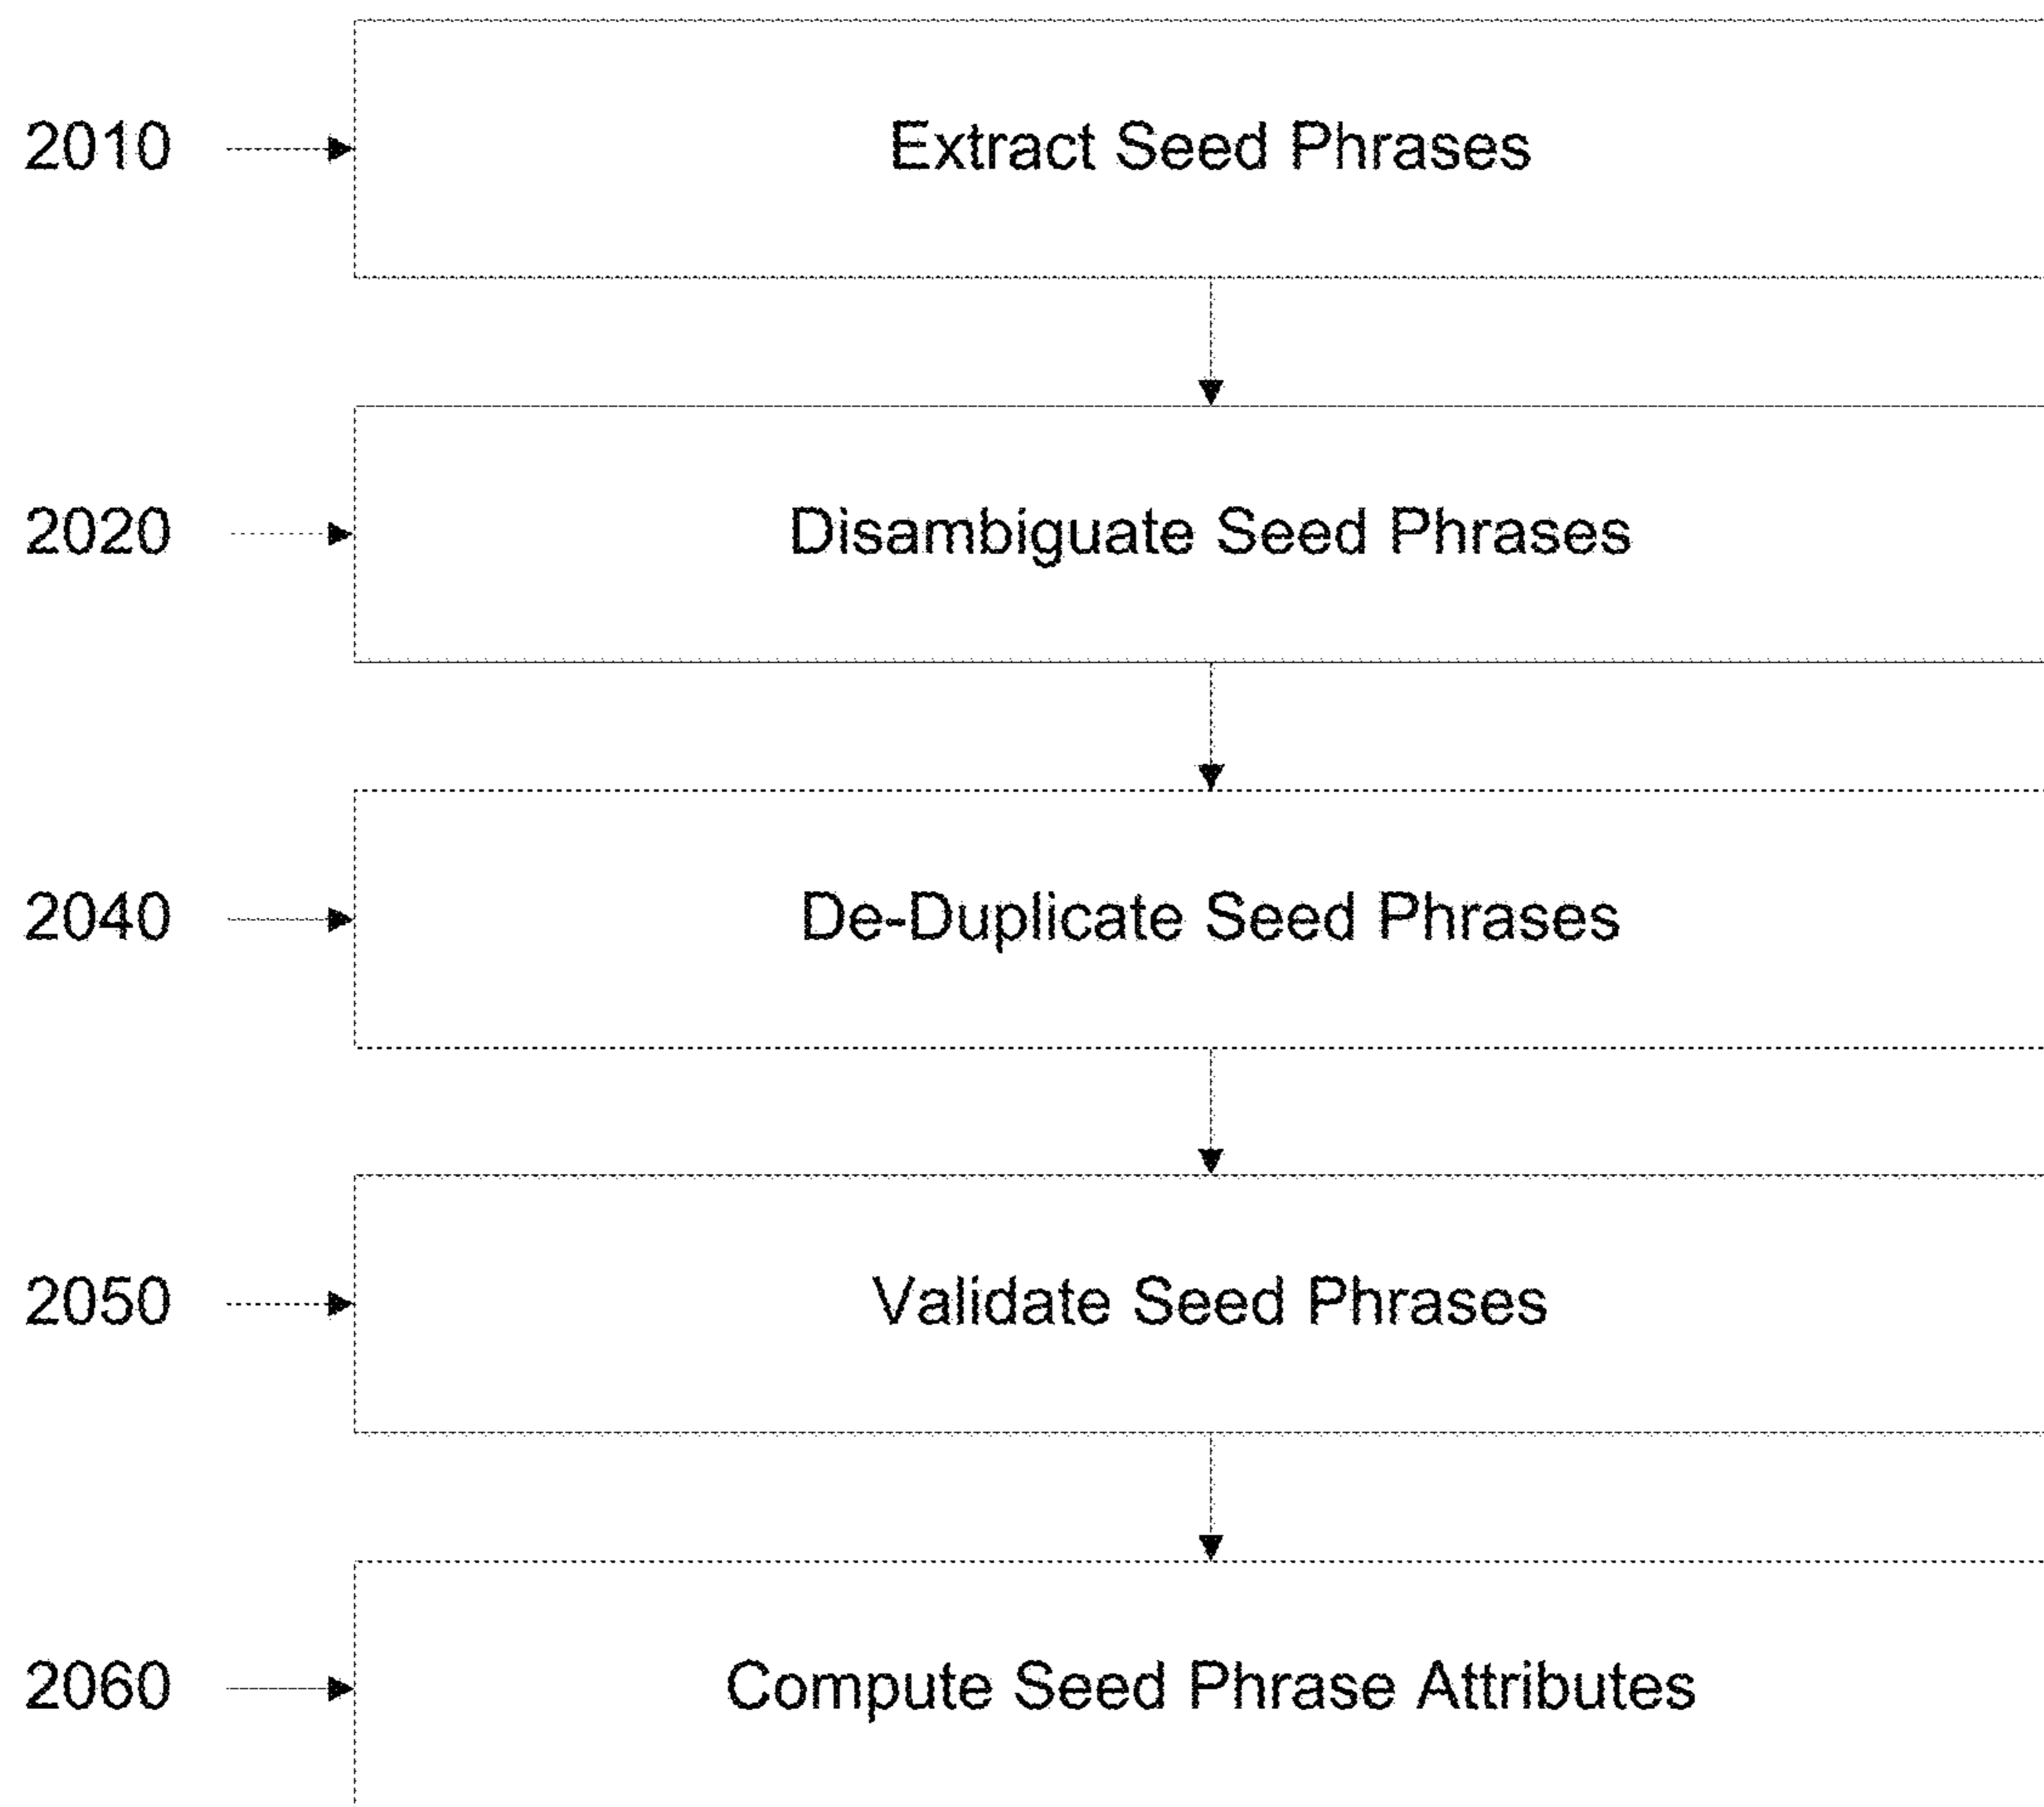 2010 Extract Seed Phrases
2020 Disambiguate Seed Phrases
2040 De-Duplicate Seed Phrases
2050 Validate Seed Phrases
2060 Compute Seed Phrase Attributes